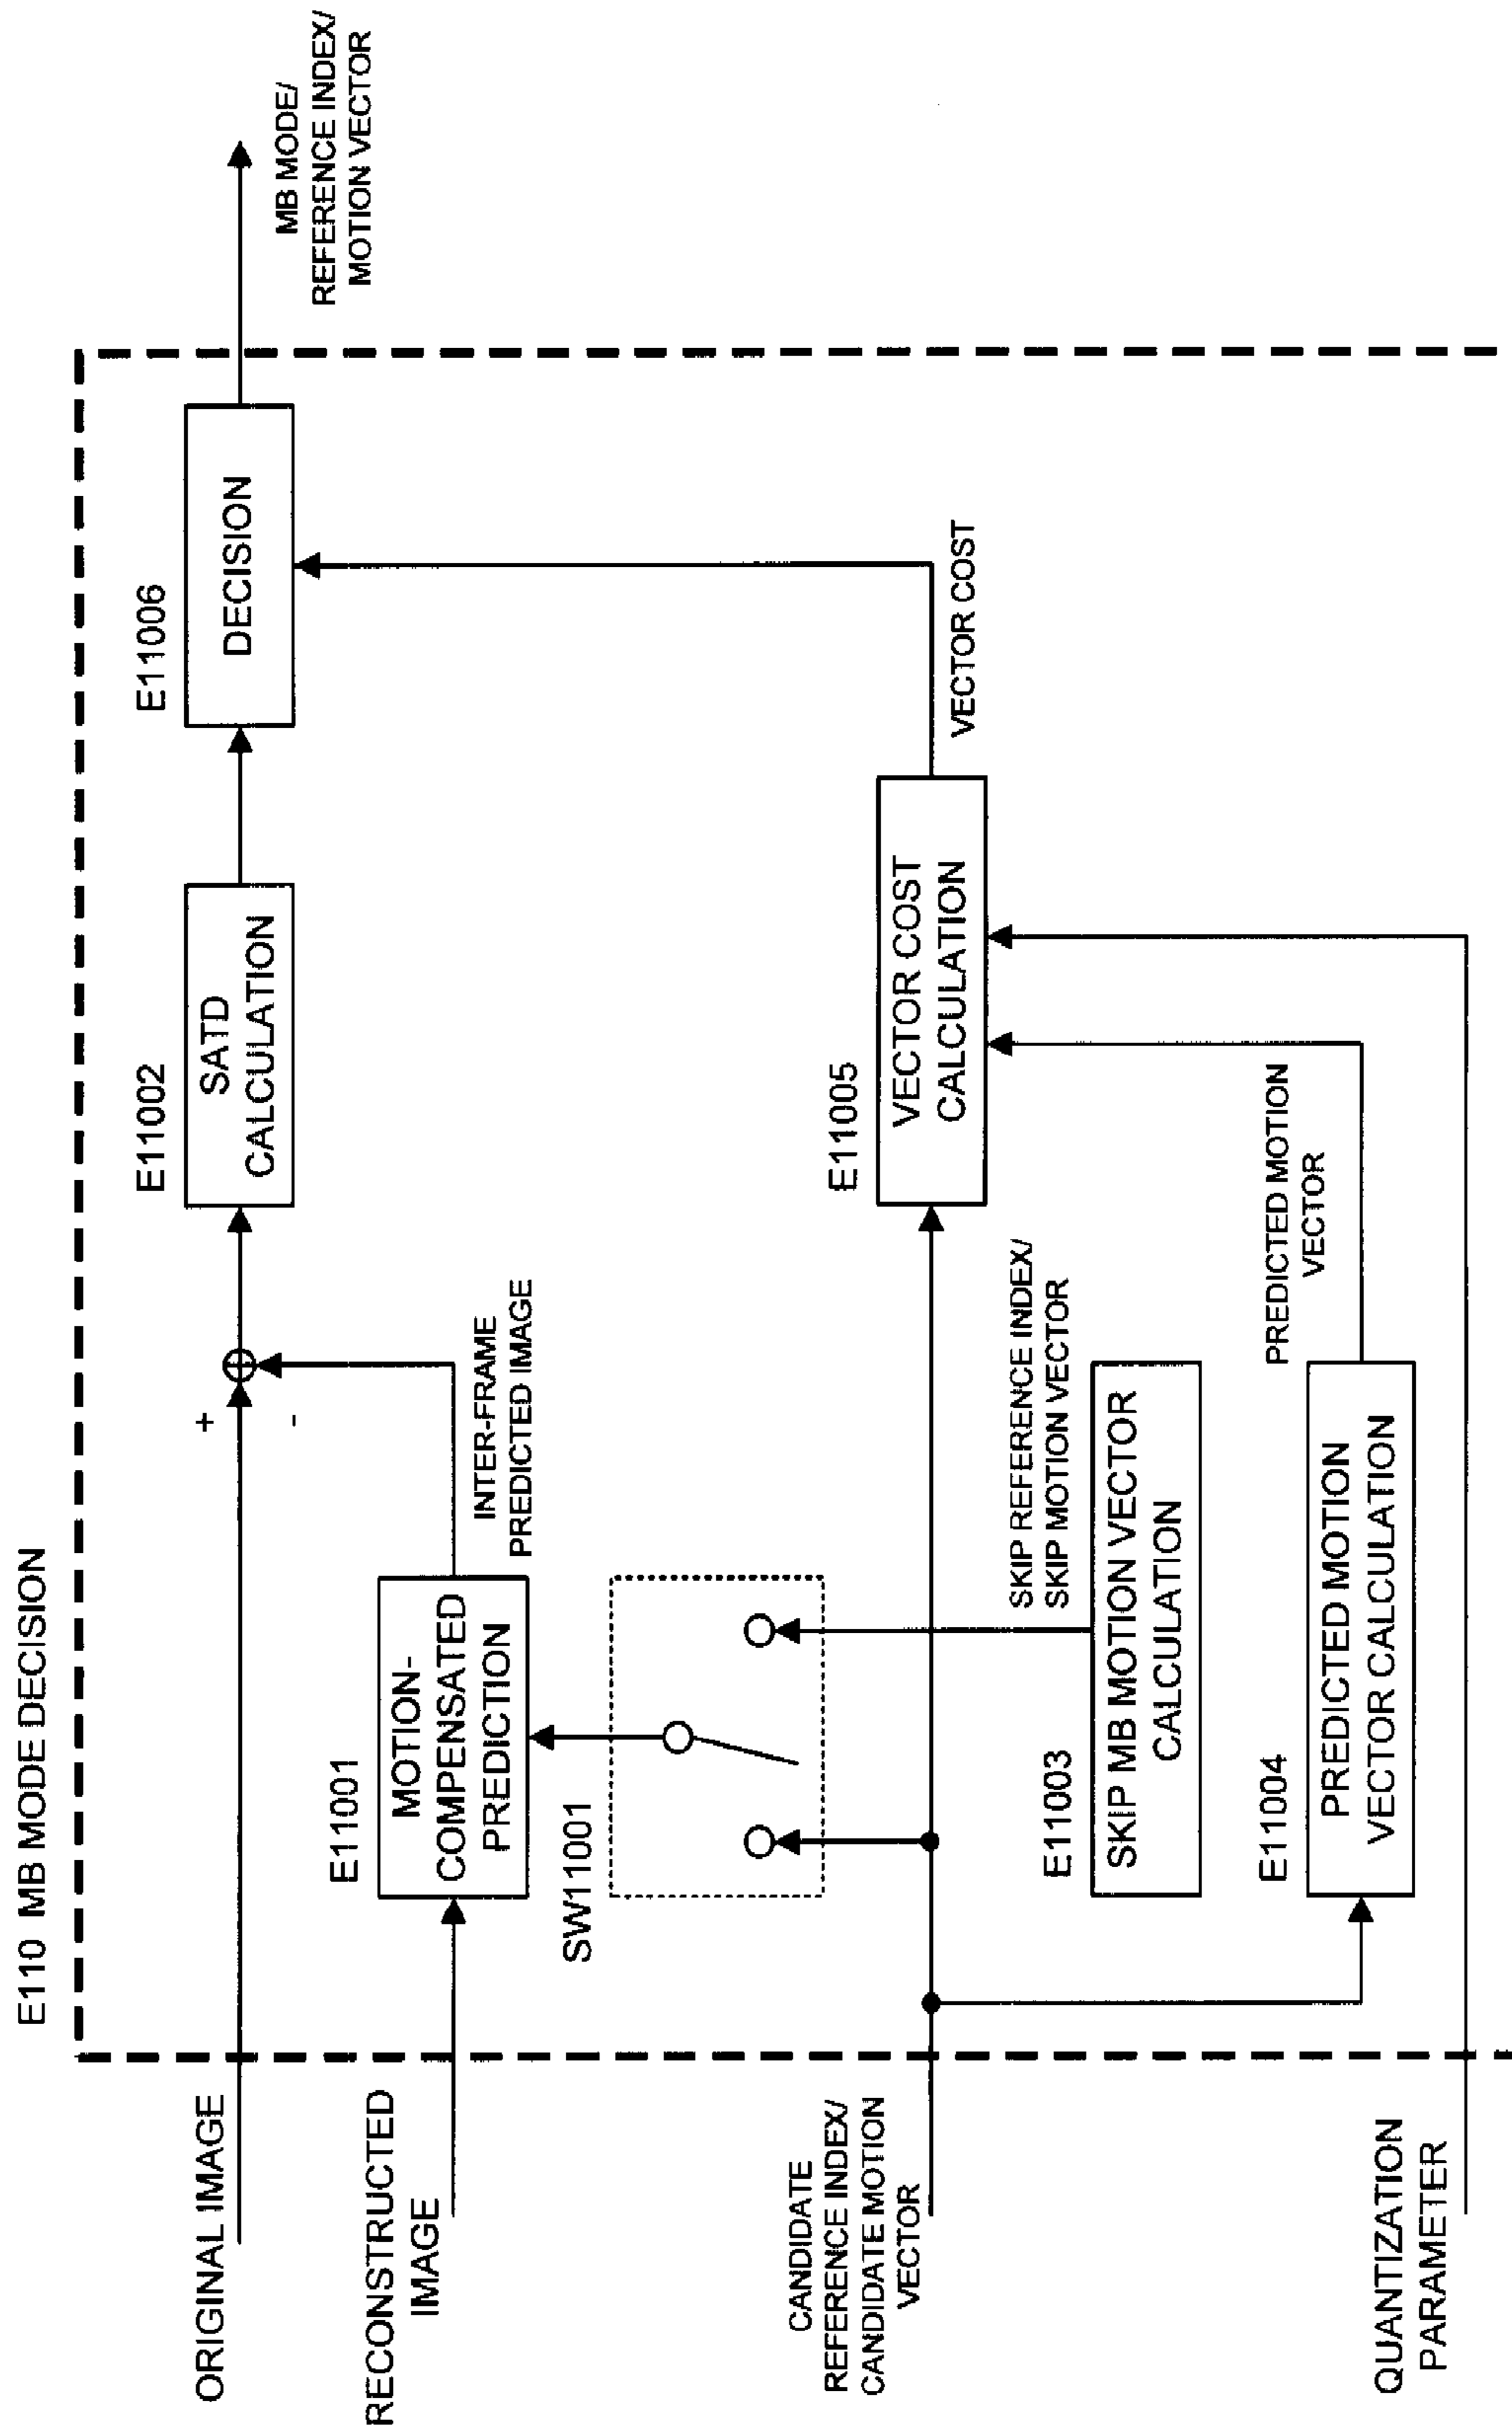 E110 MB MODE DECISION
ORIGINAL IMAGE
+
-
E11002
SATD
CALCULATION
E11006
DECISION
MB MODE/
REFERENCE INDEX/
MOTION VECTOR
RECONSTRUCTED
IMAGE
E11001
MOTION-
COMPENSATED
PREDICTION
INTER-FRAME
PREDICTED IMAGE
SW11001
CANDIDATE
REFERENCE INDEX/
CANDIDATE MOTION
VECTOR
E11005
VECTOR COST
CALCULATION
VECTOR COST
SKIP REFERENCE INDEX/
SKIP MOTION VECTOR
E11003
SKIP MB MOTION VECTOR
CALCULATION
E11004
PREDICTED MOTION
VECTOR CALCULATION
PREDICTED MOTION
VECTOR
QUANTIZATION
PARAMETER